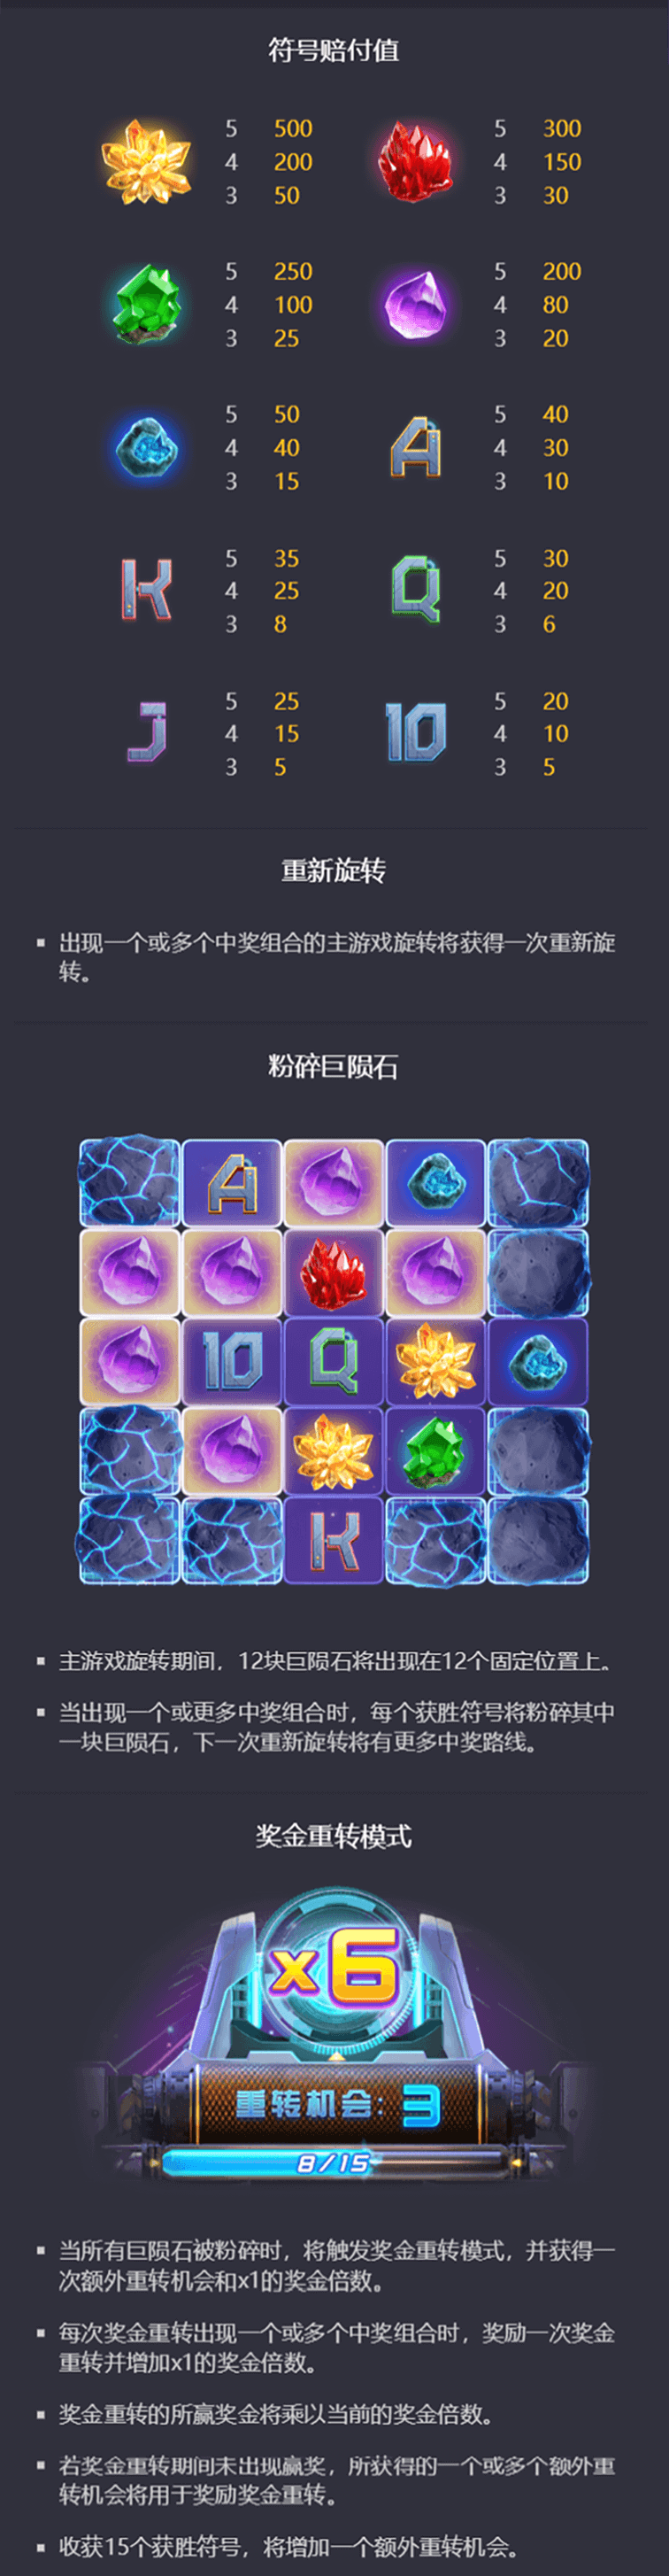 符号赔付值
5 500 5 300
4 200 4 150
3 50 3 30
5 250 5 200
4 100 4 80
3 25 3 20
5 50 A 5 40
4 40 4 30
3 15 3 10
K 5 35 Q 5 30
4 25 4 20
3 8 3 6
J 5 25 10 5 20
4 15 4 10
3 5 3 5
重新旋转
▪ 出现一个或多个中奖组合的主游戏旋转将获得一次重新旋
转。
粉碎巨陨石
A
10 Q
K
▪ 主游戏旋转期间，12块巨陨石将出现在12个固定位置上。
▪ 当出现一个或更多中奖组合时，每个获胜符号将粉碎其中
一块巨陨石，下一次重新旋转将有更多中奖路线。
奖金重转模式
x6
重转机会: 3
8/15
▪ 当所有巨陨石被粉碎时，将触发奖金重转模式，并获得一
次额外重转机会和x1的奖金倍数。
▪ 每次奖金重转出现一个或多个中奖组合时，奖励一次奖金
重转并增加x1的奖金倍数。
▪ 奖金重转的所赢奖金将乘以当前的奖金倍数。
▪ 若奖金重转期间未出现赢奖，所获得的一个或多个额外重
转机会将用于奖励奖金重转。
▪ 收获15个获胜符号，将增加一个额外重转机会。